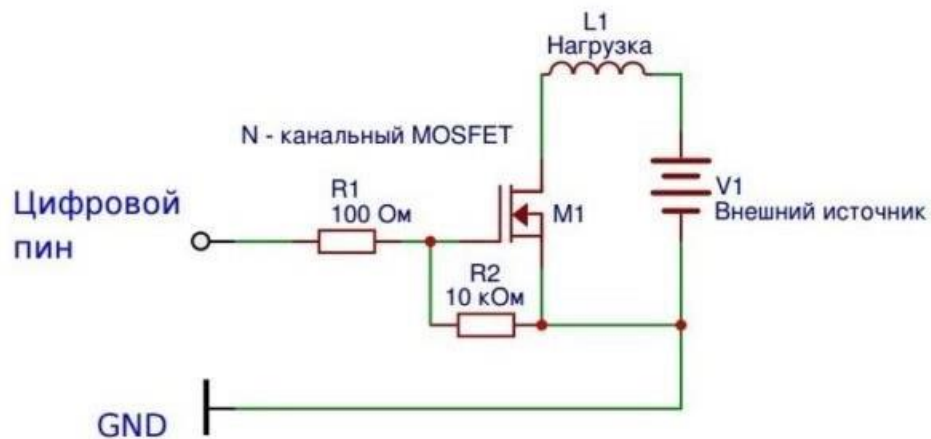 L1
Нагрузка
N - канальный MOSFET
Цифровой
пин
R1
100 Ом
M1
V1
Внешний источник
R2
10 кОм
GND